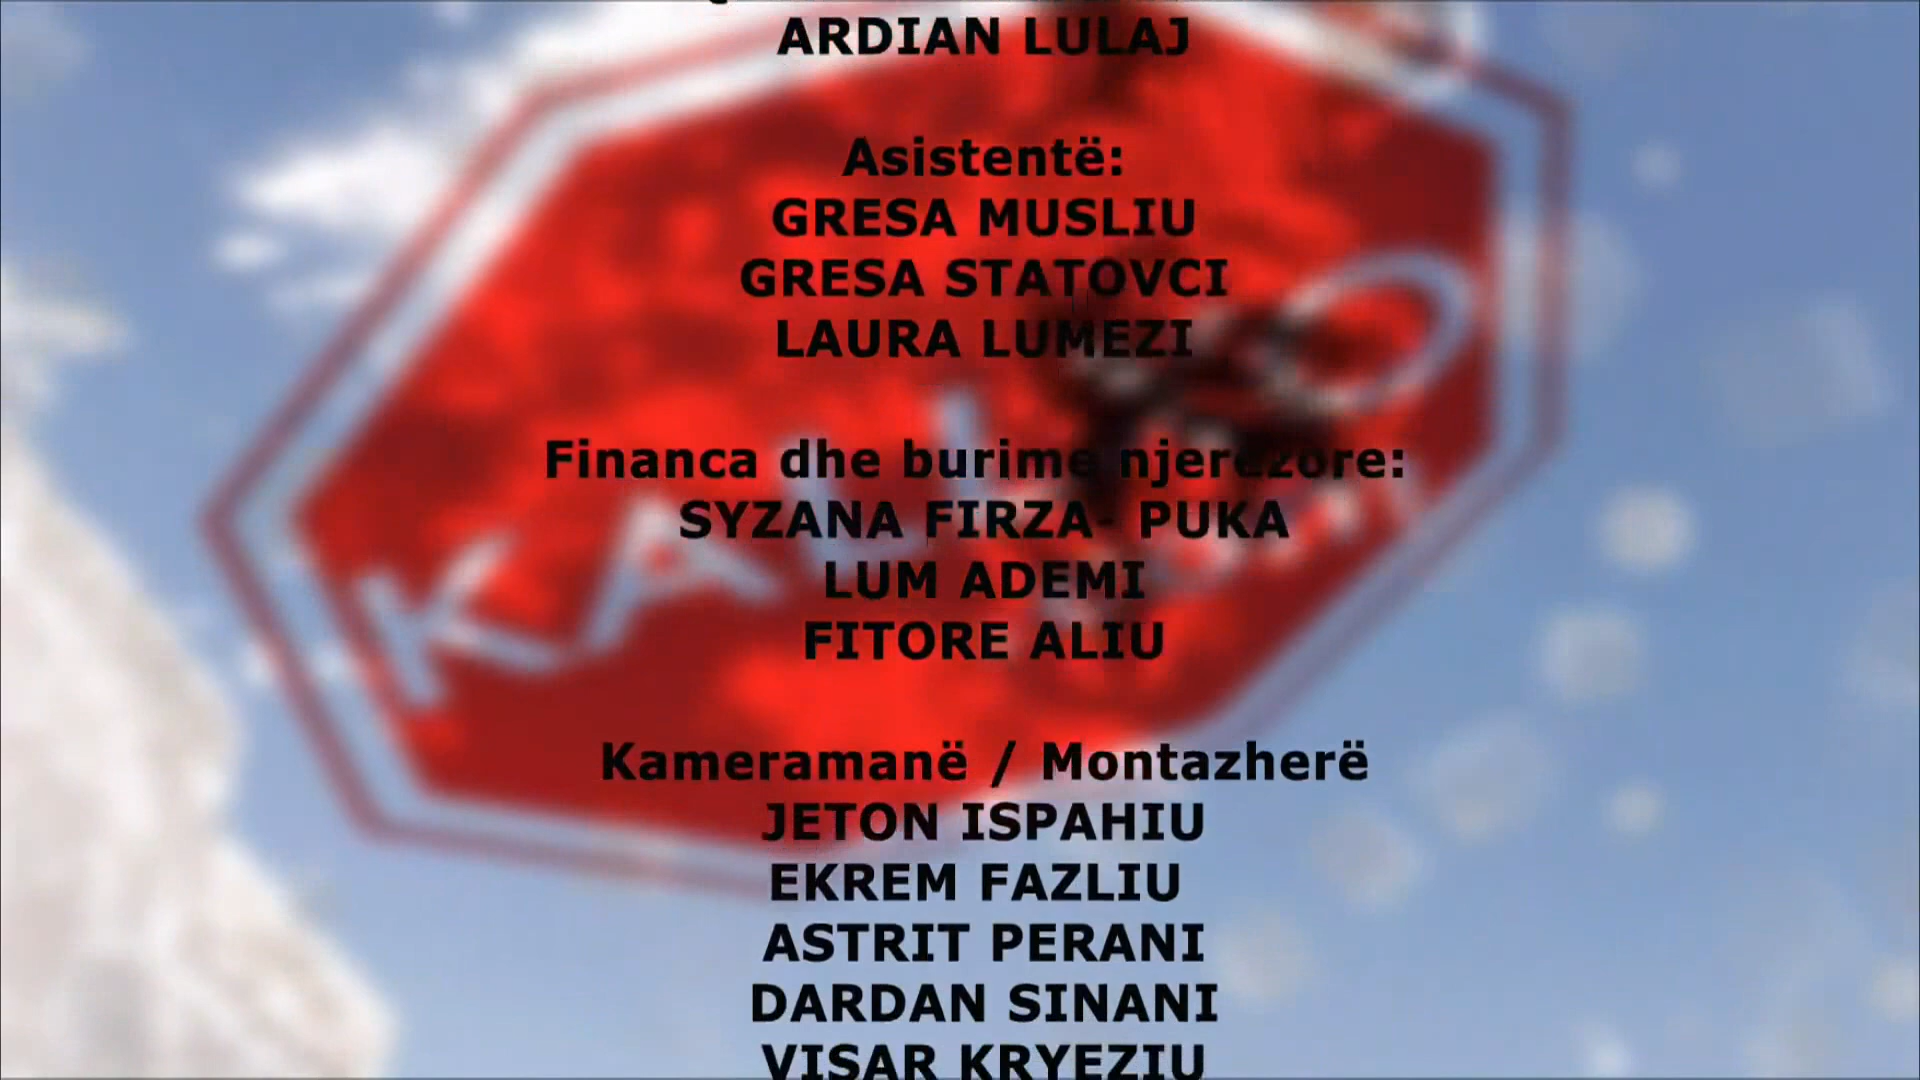 ARDIAN LULAJ
Asistentë:
GRESA MUSLIU
GRESA STATOVCI
LAURA LUMEZI
Financa dhe burime njerëzore:
SYZANA FIRZA- PUKA
LUM ADEMI
FITORE ALIU
Kameramanë / Montazherë
JETON ISPAHIU
EKREM FAZLIU
ASTRIT PERANI
DARDAN SINANI
VISAR KRYEZIU